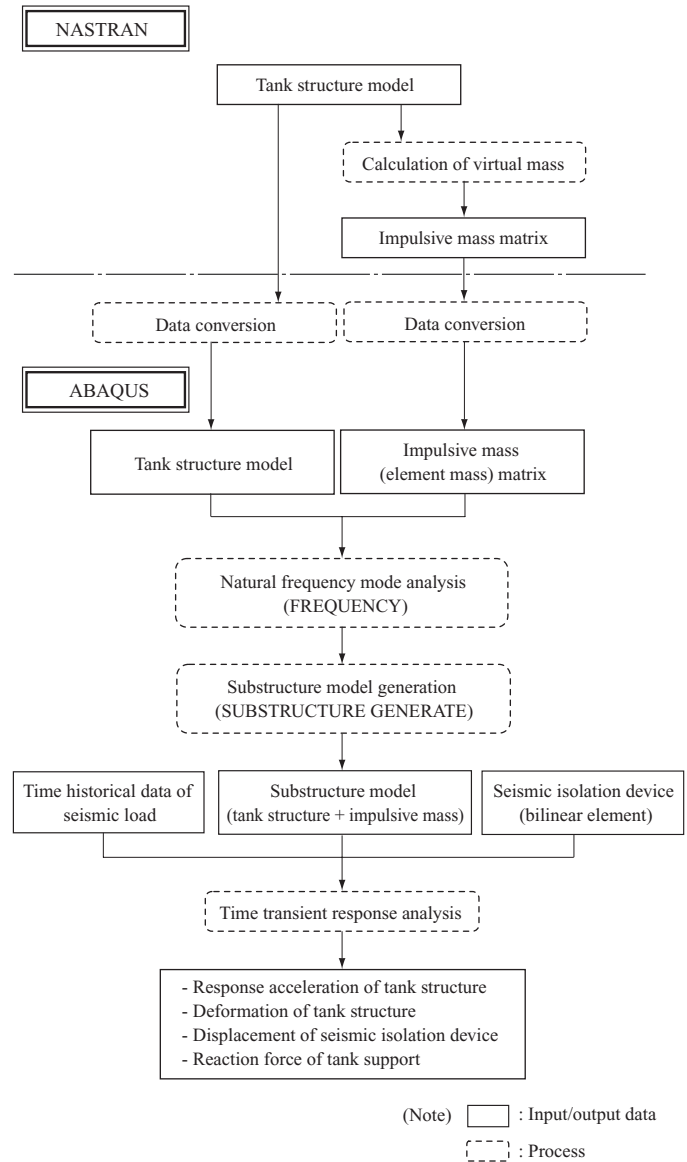 NASTRAN
Tank structure model
Calculation of virtual mass
Impulsive mass matrix
Data conversion
Data conversion
ABAQUS
Tank structure model
Impulsive mass
(element mass) matrix
Natural frequency mode analysis
(FREQUENCY)
Substructure model generation
(SUBSTRUCTURE GENERATE)
Time historical data of
seismic load
Substructure model
(tank structure + impulsive mass)
Seismic isolation device
(bilinear element)
Time transient response analysis
- Response acceleration of tank structure
- Deformation of tank structure
- Displacement of seismic isolation device
- Reaction force of tank support
(Note) : Input/output data
: Process